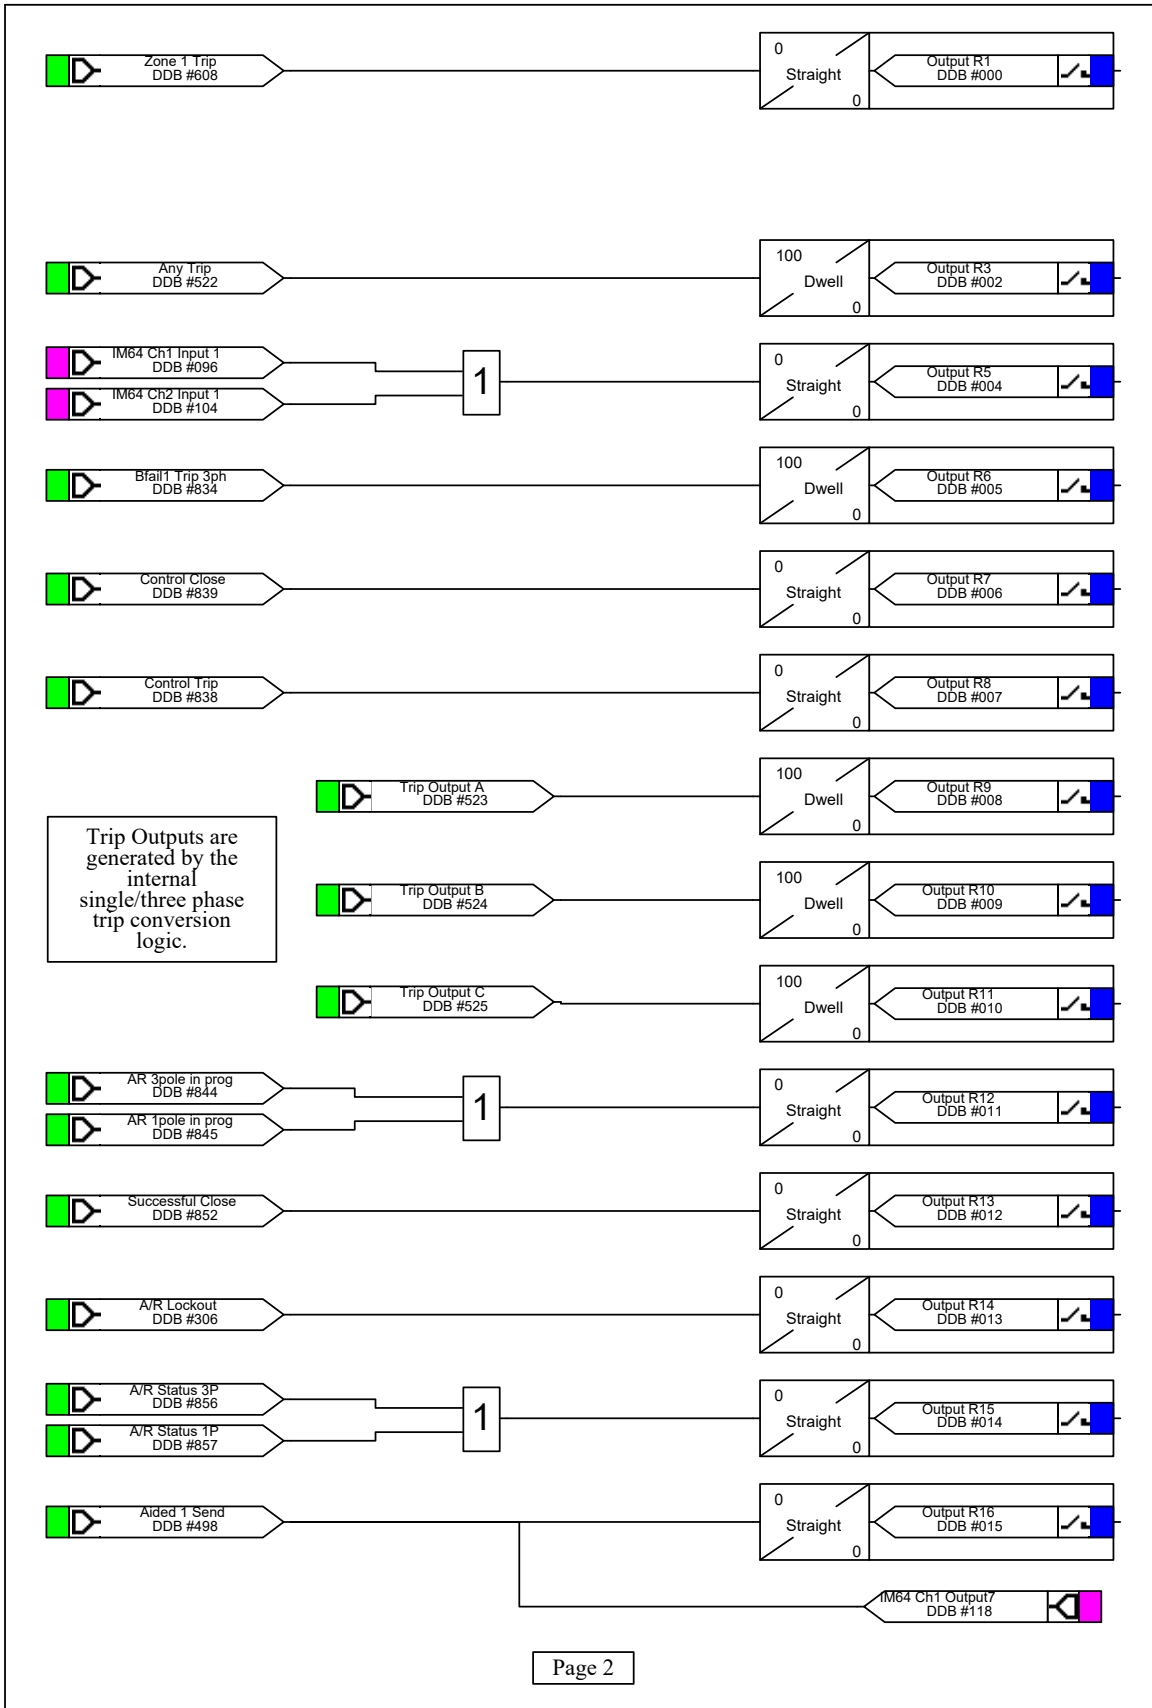 Zone 1 Trip
DDB #608
0
Straight
0
Output R1
DDB #000
Any Trip
DDB #522
100
Dwell
0
Output R3
DDB #002
IM64 Ch1 Input 1
DDB #096
IM64 Ch2 Input 1
DDB #104
1
0
Straight
0
Output R5
DDB #004
Bfail1 Trip 3ph
DDB #834
100
Dwell
0
Output R6
DDB #005
Control Close
DDB #839
0
Straight
0
Output R7
DDB #006
Control Trip
DDB #838
0
Straight
0
Output R8
DDB #007
Trip Output A
DDB #523
100
Dwell
0
Output R9
DDB #008
Trip Outputs are
generated by the
internal
single/three phase
trip conversion
logic.
Trip Output B
DDB #524
100
Dwell
0
Output R10
DDB #009
Trip Output C
DDB #525
100
Dwell
0
Output R11
DDB #010
AR 3pole in prog
DDB #844
AR 1pole in prog
DDB #845
1
0
Straight
0
Output R12
DDB #011
Successful Close
DDB #852
0
Straight
0
Output R13
DDB #012
A/R Lockout
DDB #306
0
Straight
0
Output R14
DDB #013
A/R Status 3P
DDB #856
A/R Status 1P
DDB #857
1
0
Straight
0
Output R15
DDB #014
Aided 1 Send
DDB #498
0
Straight
0
Output R16
DDB #015
IM64 Ch1 Output7
DDB #118
Page 2